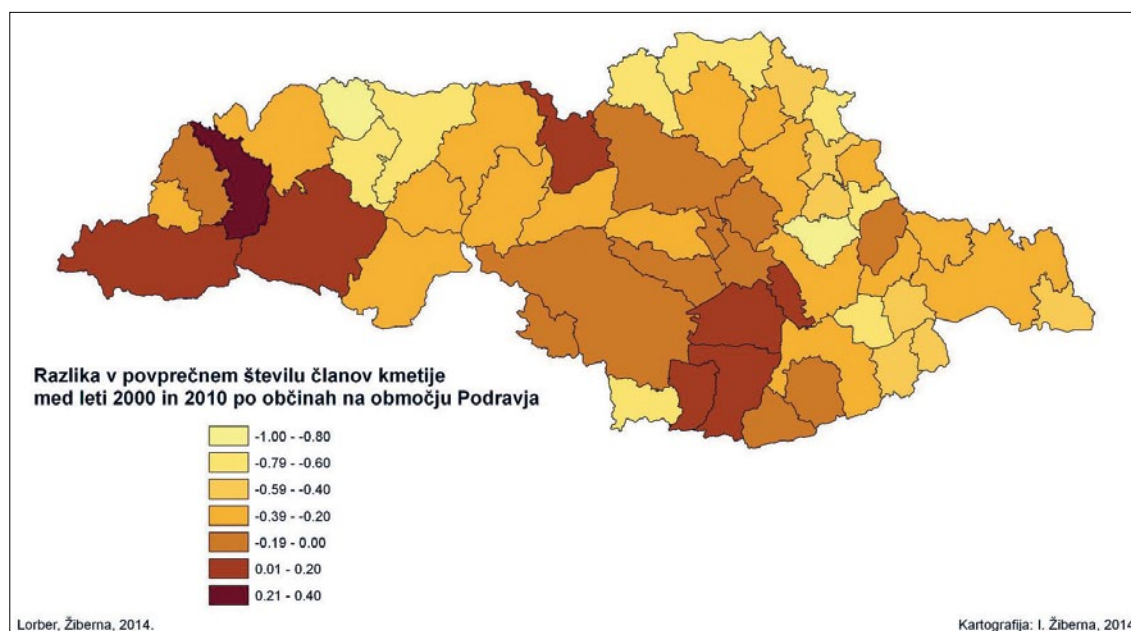 Razlika v povprečnem številu članov kmetije
med leti 2000 in 2010 po občinah na območju Podravja
-1.00 - -0.80
-0.79 - -0.60
-0.59 - -0.40
-0.39 - -0.20
-0.19 - 0.00
0.01 - 0.20
0.21 - 0.40
Lorber, Žiberna, 2014.
Kartografija: I. Žiberna, 2014